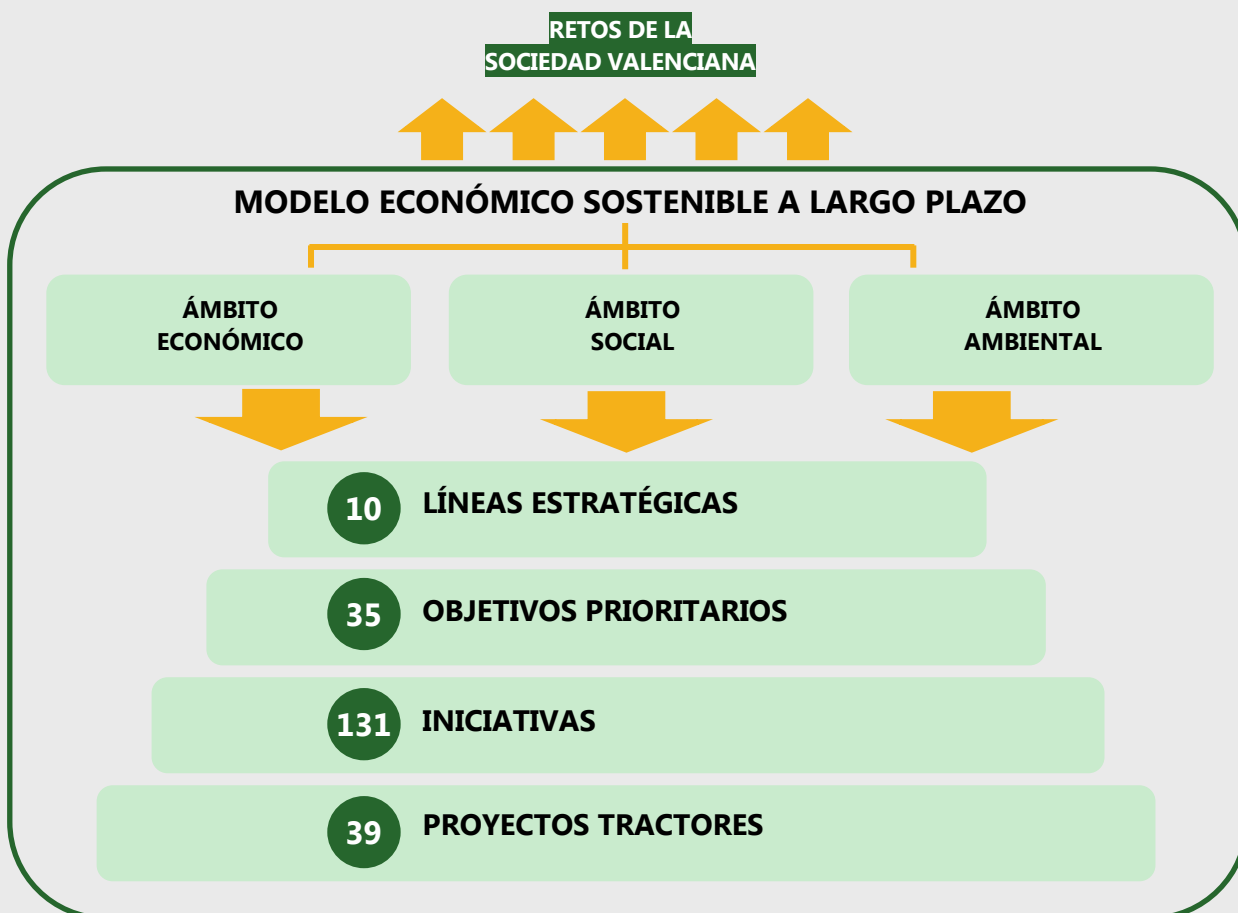 RETOS DE LA
SOCIEDAD VALENCIANA
MODELO ECONÓMICO SOSTENIBLE A LARGO PLAZO
ÁMBITO
ECONÓMICO
ÁMBITO
SOCIAL
ÁMBITO
AMBIENTAL
10 LÍNEAS ESTRATÉGICAS
35 OBJETIVOS PRIORITARIOS
131 INICIATIVAS
39 PROYECTOS TRACTORES